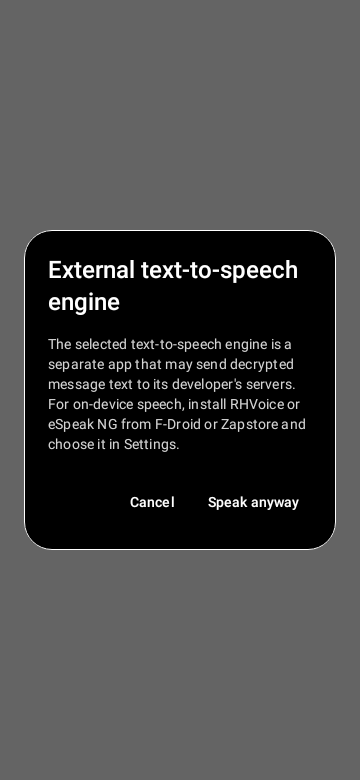 External text-to-speech
engine
The selected text-to-speech engine is a
separate app that may send decrypted
message text to its developer's servers.
For on-device speech, install RHVoice or
eSpeak NG from F-Droid or Zapstore and
choose it in Settings.
Cancel Speak anyway